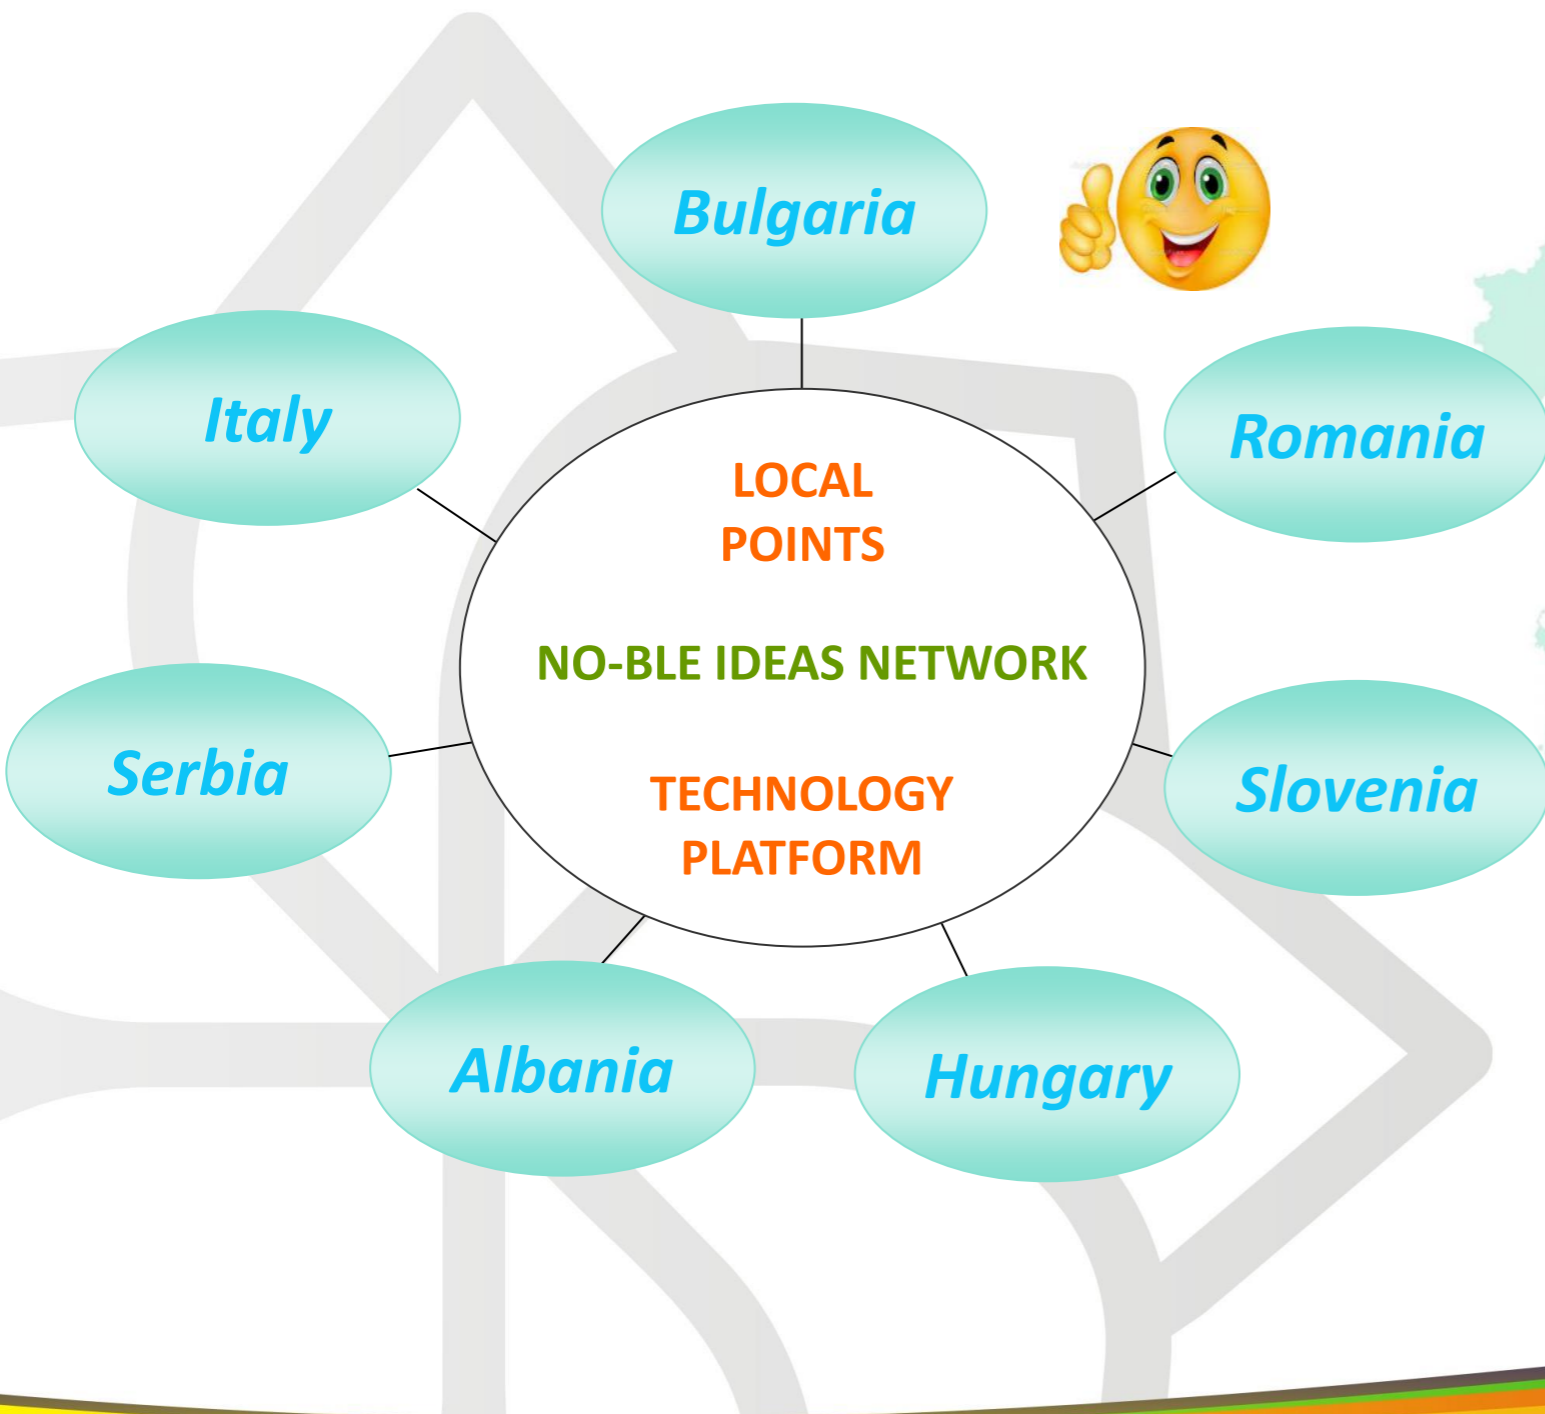 Bulgaria
Italy
Romania
LOCAL
POINTS
NO-BLE IDEAS NETWORK
Serbia
Slovenia
TECHNOLOGY
PLATFORM
Albania
Hungary